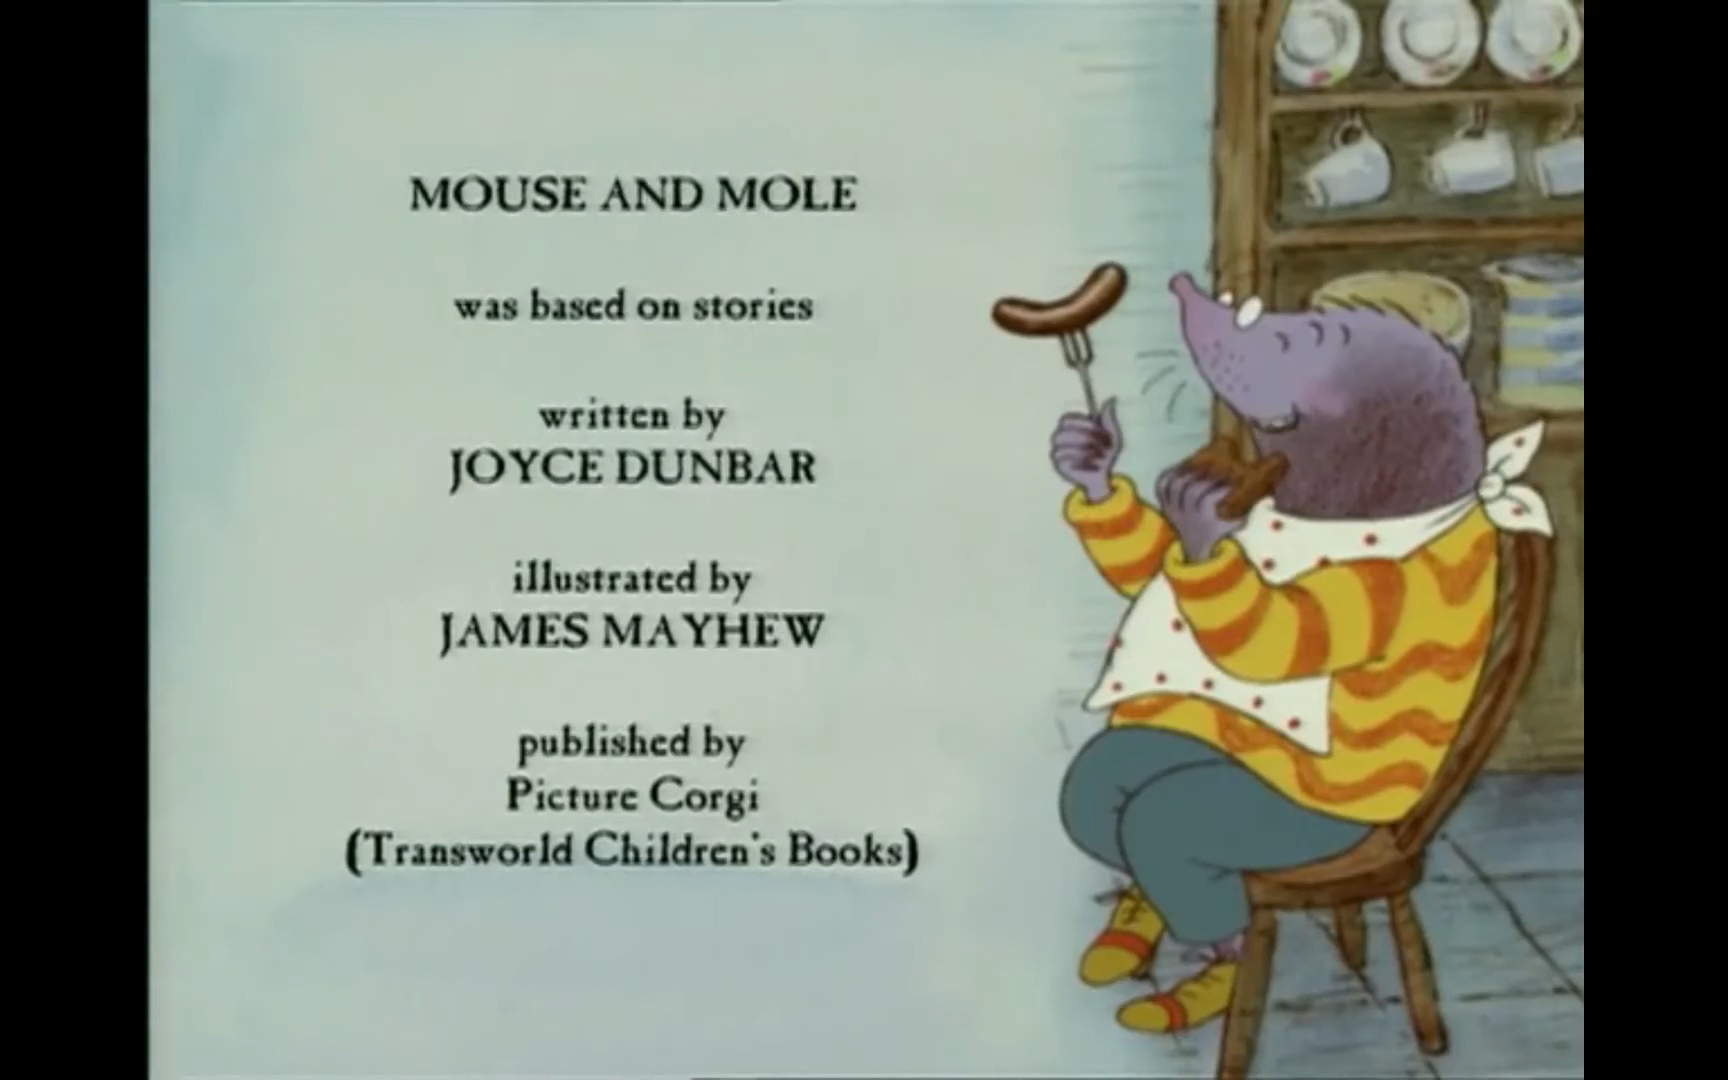 MOUSE AND MOLE
was based on stories
written by
JOYCE DUNBAR
illustrated by
JAMES MAYHEW
published by
Picture Corgi
(Transworld Children's Books)